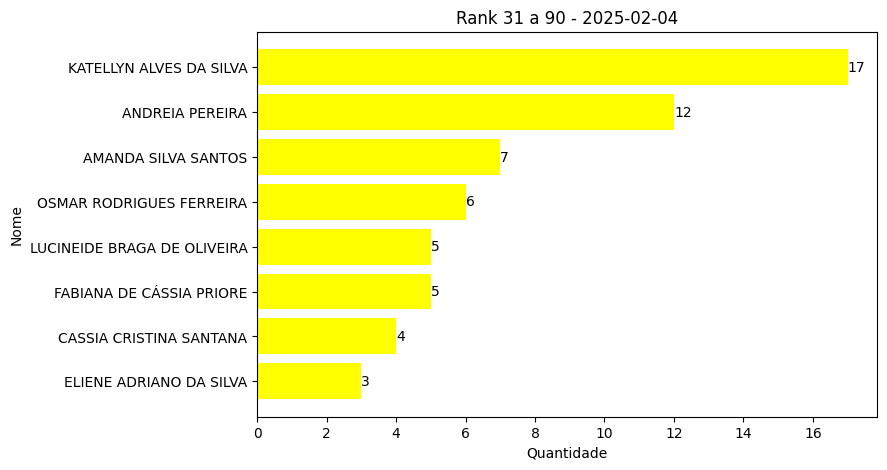 Rank 31 a 90 - 2025-02-04
KATELLYN ALVES DA SILVA 17
ANDREIA PEREIRA 12
AMANDA SILVA SANTOS 7
OSMAR RODRIGUES FERREIRA 6
LUCINEIDE BRAGA DE OLIVEIRA 5
FABIANA DE CÁSSIA PRIORE 5
CASSIA CRISTINA SANTANA 4
ELIENE ADRIANO DA SILVA 3
Nome
0 2 4 6 8 10 12 14 16
Quantidade